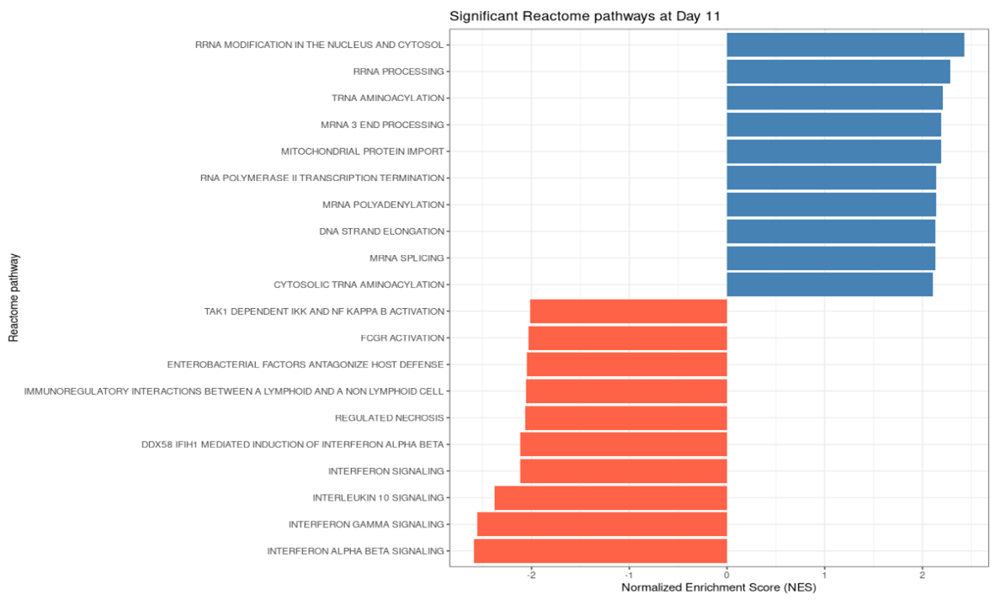 Significant Reactome pathways at Day 11
RRNA MODIFICATION IN THE NUCLEUS AND CYTOSOL
RRNA PROCESSING
TRNA AMINOACYLATION
MRNA 3 END PROCESSING
MITOCHONDRIAL PROTEIN IMPORT
RNA POLYMERASE II TRANSCRIPTION TERMINATION
MRNA POLYADENYLATION
DNA STRAND ELONGATION
MRNA SPLICING
CYTOSOLIC TRNA AMINOACYLATION
TAK1 DEPENDENT IKK AND NF KAPPA B ACTIVATION
FCGR ACTIVATION
ENTEROBACTERIAL FACTORS ANTAGONIZE HOST DEFENSE
IMMUNOREGULATORY INTERACTIONS BETWEEN A LYMPHOID AND A NON LYMPHOID CELL
REGULATED NECROSIS
DDX58 IFIH1 MEDIATED INDUCTION OF INTERFERON ALPHA BETA
INTERFERON SIGNALING
INTERLEUKIN 10 SIGNALING
INTERFERON GAMMA SIGNALING
INTERFERON ALPHA BETA SIGNALING
Reactome pathway
-2 -1 0 1 2
Normalized Enrichment Score (NES)